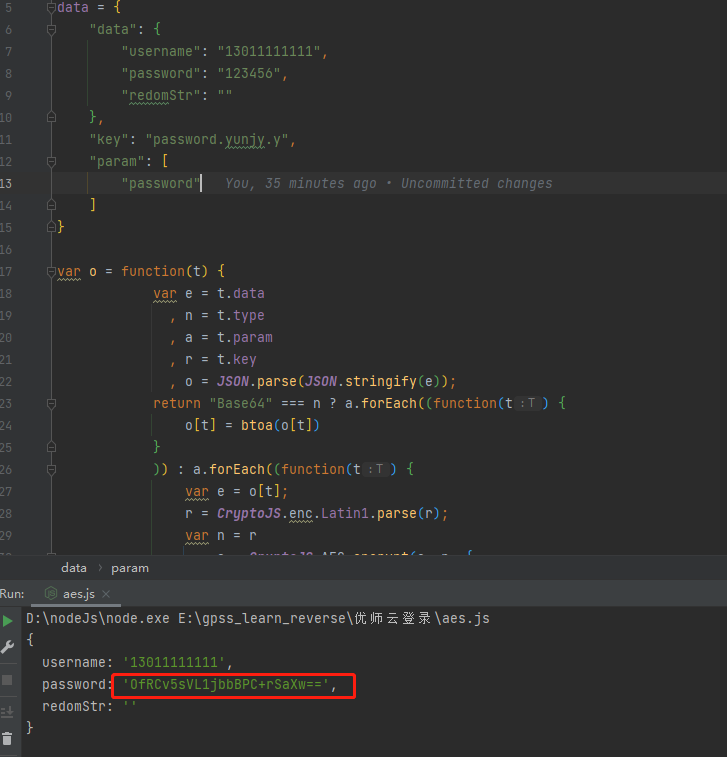 5 data = {
6 "data": {
7 "username": "13011111111",
8 "password": "123456",
9 "redomStr": ""
10 },
11 "key": "password.yunjy.y",
12 "param": [
13 "password" You, 35 minutes ago • Uncommitted changes
14 ]
15 }
16
17 var o = function(t) {
18 var e = t.data
19 , n = t.type
20 , a = t.param
21 , r = t.key
22 , o = JSON.parse(JSON.stringify(e));
23 return "Base64" === n ? a.forEach((function(t :T ) {
24 o[t] = btoa(o[t])
25 }
26 )) : a.forEach((function(t :T ) {
27 var e = o[t];
28 r = CryptoJS.enc.Latin1.parse(r);
29 var n = r
data › param
Run: aes.js ×
D:\nodeJs\node.exe E:\gpss_learn_reverse\优师云登录\aes.js
{
username: '13011111111',
password: 'OfRCv5sVL1jbbBPC+rSaXw==',
redomStr: ''
}